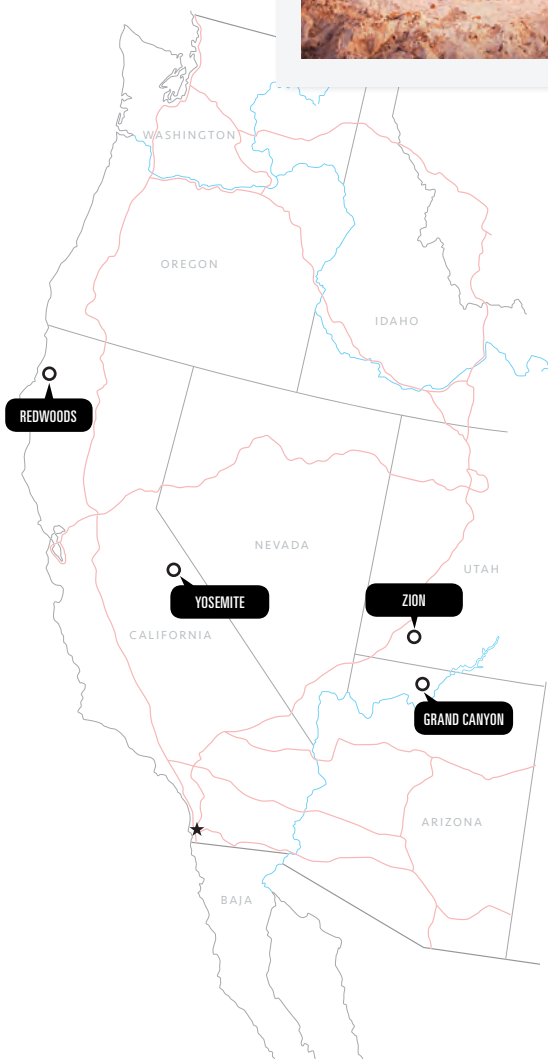 WASHINGTON
OREGON
IDAHO
REDWOODS
NEVADA
UTAH
YOSEMITE
ZION
CALIFORNIA
GRAND CANYON
ARIZONA
BAJA